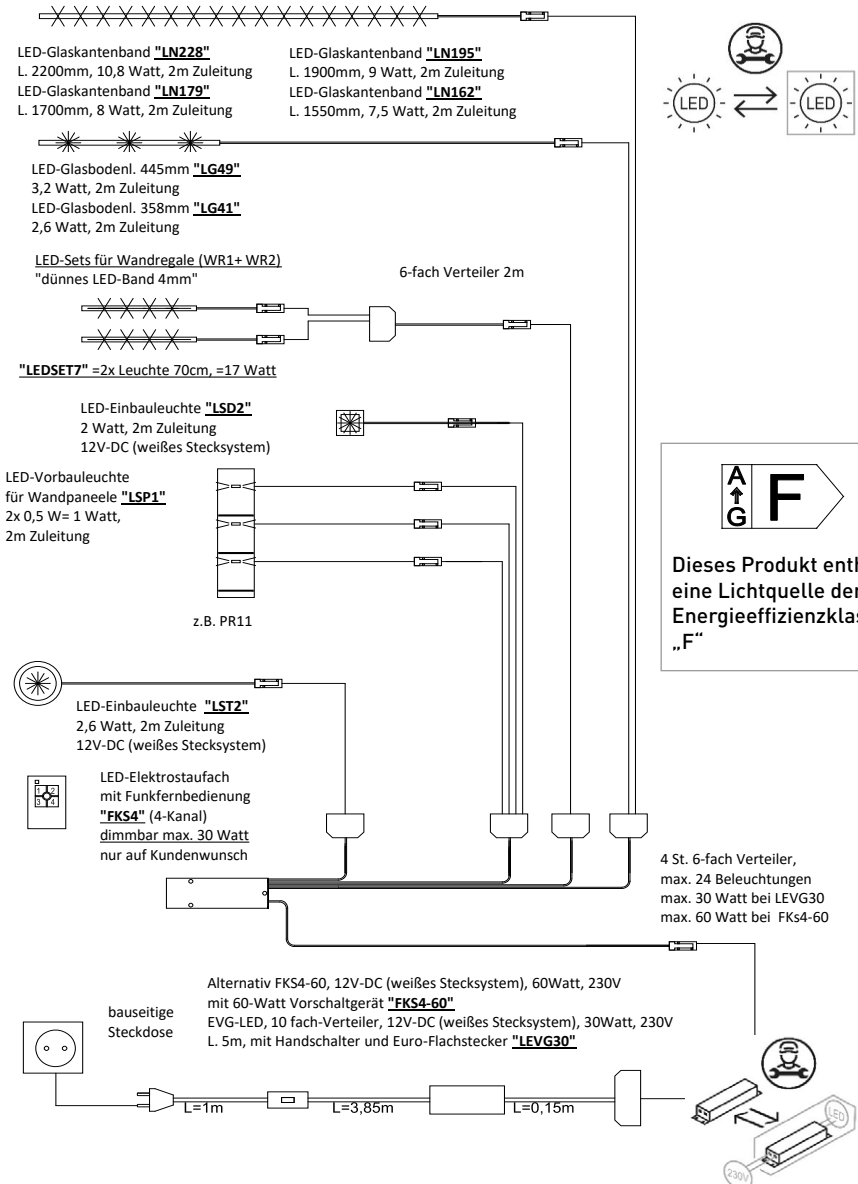 LED-Glaskantenband "LN228"
L. 2200mm, 10,8 Watt, 2m Zuleitung
LED-Glaskantenband "LN179"
L. 1700mm, 8 Watt, 2m Zuleitung
LED-Glaskantenband "LN195"
L. 1900mm, 9 Watt, 2m Zuleitung
LED-Glaskantenband "LN162"
L. 1550mm, 7,5 Watt, 2m Zuleitung
LED
LED
LED-Glasbodenl. 445mm "LG49"
3,2 Watt, 2m Zuleitung
LED-Glasbodenl. 358mm "LG41"
2,6 Watt, 2m Zuleitung
LED-Sets für Wandregale (WR1+ WR2)
"dünnes LED-Band 4mm"
6-fach Verteiler 2m
"LEDSET7" =2x Leuchte 70cm, =17 Watt
LED-Einbauleuchte "LSD2"
2 Watt, 2m Zuleitung
12V-DC (weißes Stecksystem)
LED-Vorbauleuchte
für Wandpaneele "LSP1"
2x 0,5 W= 1 Watt,
2m Zuleitung
z.B. PR11
A
G
F
Dieses Produkt enth
eine Lichtquelle der
Energieeffizienzklas
„F“
LED-Einbauleuchte "LST2"
2,6 Watt, 2m Zuleitung
12V-DC (weißes Stecksystem)
1 2
3 4
LED-Elektrostaufach
mit Funkfernbedienung
"FKS4" (4-Kanal)
dimmbar max. 30 Watt
nur auf Kundenwunsch
4 St. 6-fach Verteiler,
max. 24 Beleuchtungen
max. 30 Watt bei LEVG30
max. 60 Watt bei FKs4-60
bauseitige
Steckdose
Alternativ FKS4-60, 12V-DC (weißes Stecksystem), 60Watt, 230V
mit 60-Watt Vorschaltgerät "FKS4-60"
EVG-LED, 10 fach-Verteiler, 12V-DC (weißes Stecksystem), 30Watt, 230V
L. 5m, mit Handschalter und Euro-Flachstecker "LEVG30"
L=1m
L=3,85m
L=0,15m
LED
230V